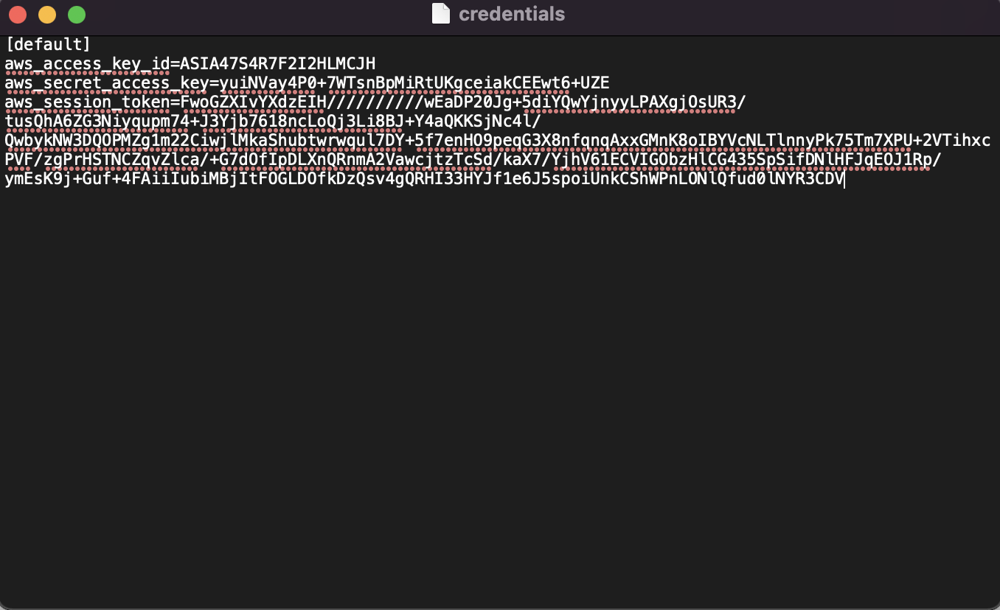 credentials
[default]
aws_access_key_id=ASIA47S4R7F2I2HLMCJH
aws_secret_access_key=yuiNVay4P0+7WTsnBpMiRtUKgceiakCEEwt6+UZE
aws_session_token=FwoGZXIvYXdzEIH//////////wEaDP20Jg+5diYQwYjnyyLPAXgjOsUR3/
tusQhA6ZG3Niyqupm74+J3Yjb7618ncLoQj3Li8BJ+Y4aQKKSjNc4l/
QwbykNW3DQOPMZg1m22CiwjlMkaShubtwrwqul7DY+5f7enHO9peqG3X8nfqnqAxxGMnK8oIBYVcNLTlnnyPk75Tm7XPU+2VTihxc
PVF/zgPrHSTNCZqvZlca/+G7dOfIpDLXnQRnmA2VawcjtzTcSd/kaX7/YjhV61ECVIGObzHlCG435SpSifDNlHFJqEOJ1Rp/
ymEsK9j+Guf+4FAiiIubiMBjItFOGLDOfkDzQsv4gQRHI33HYJf1e6J5spoiUnkCShWPnLONlQfud0lNYR3CDV